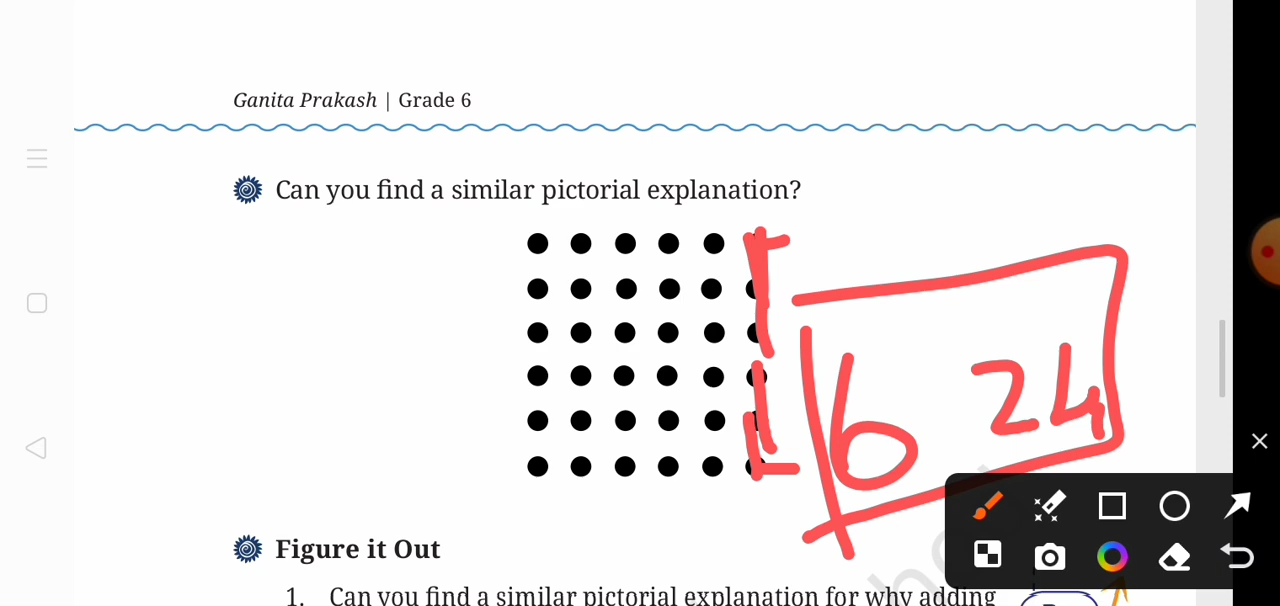 Ganita Prakash | Grade 6
Can you find a similar pictorial explanation?
6 24
Figure it Out
1. Can you find a similar pictorial explanation for why adding